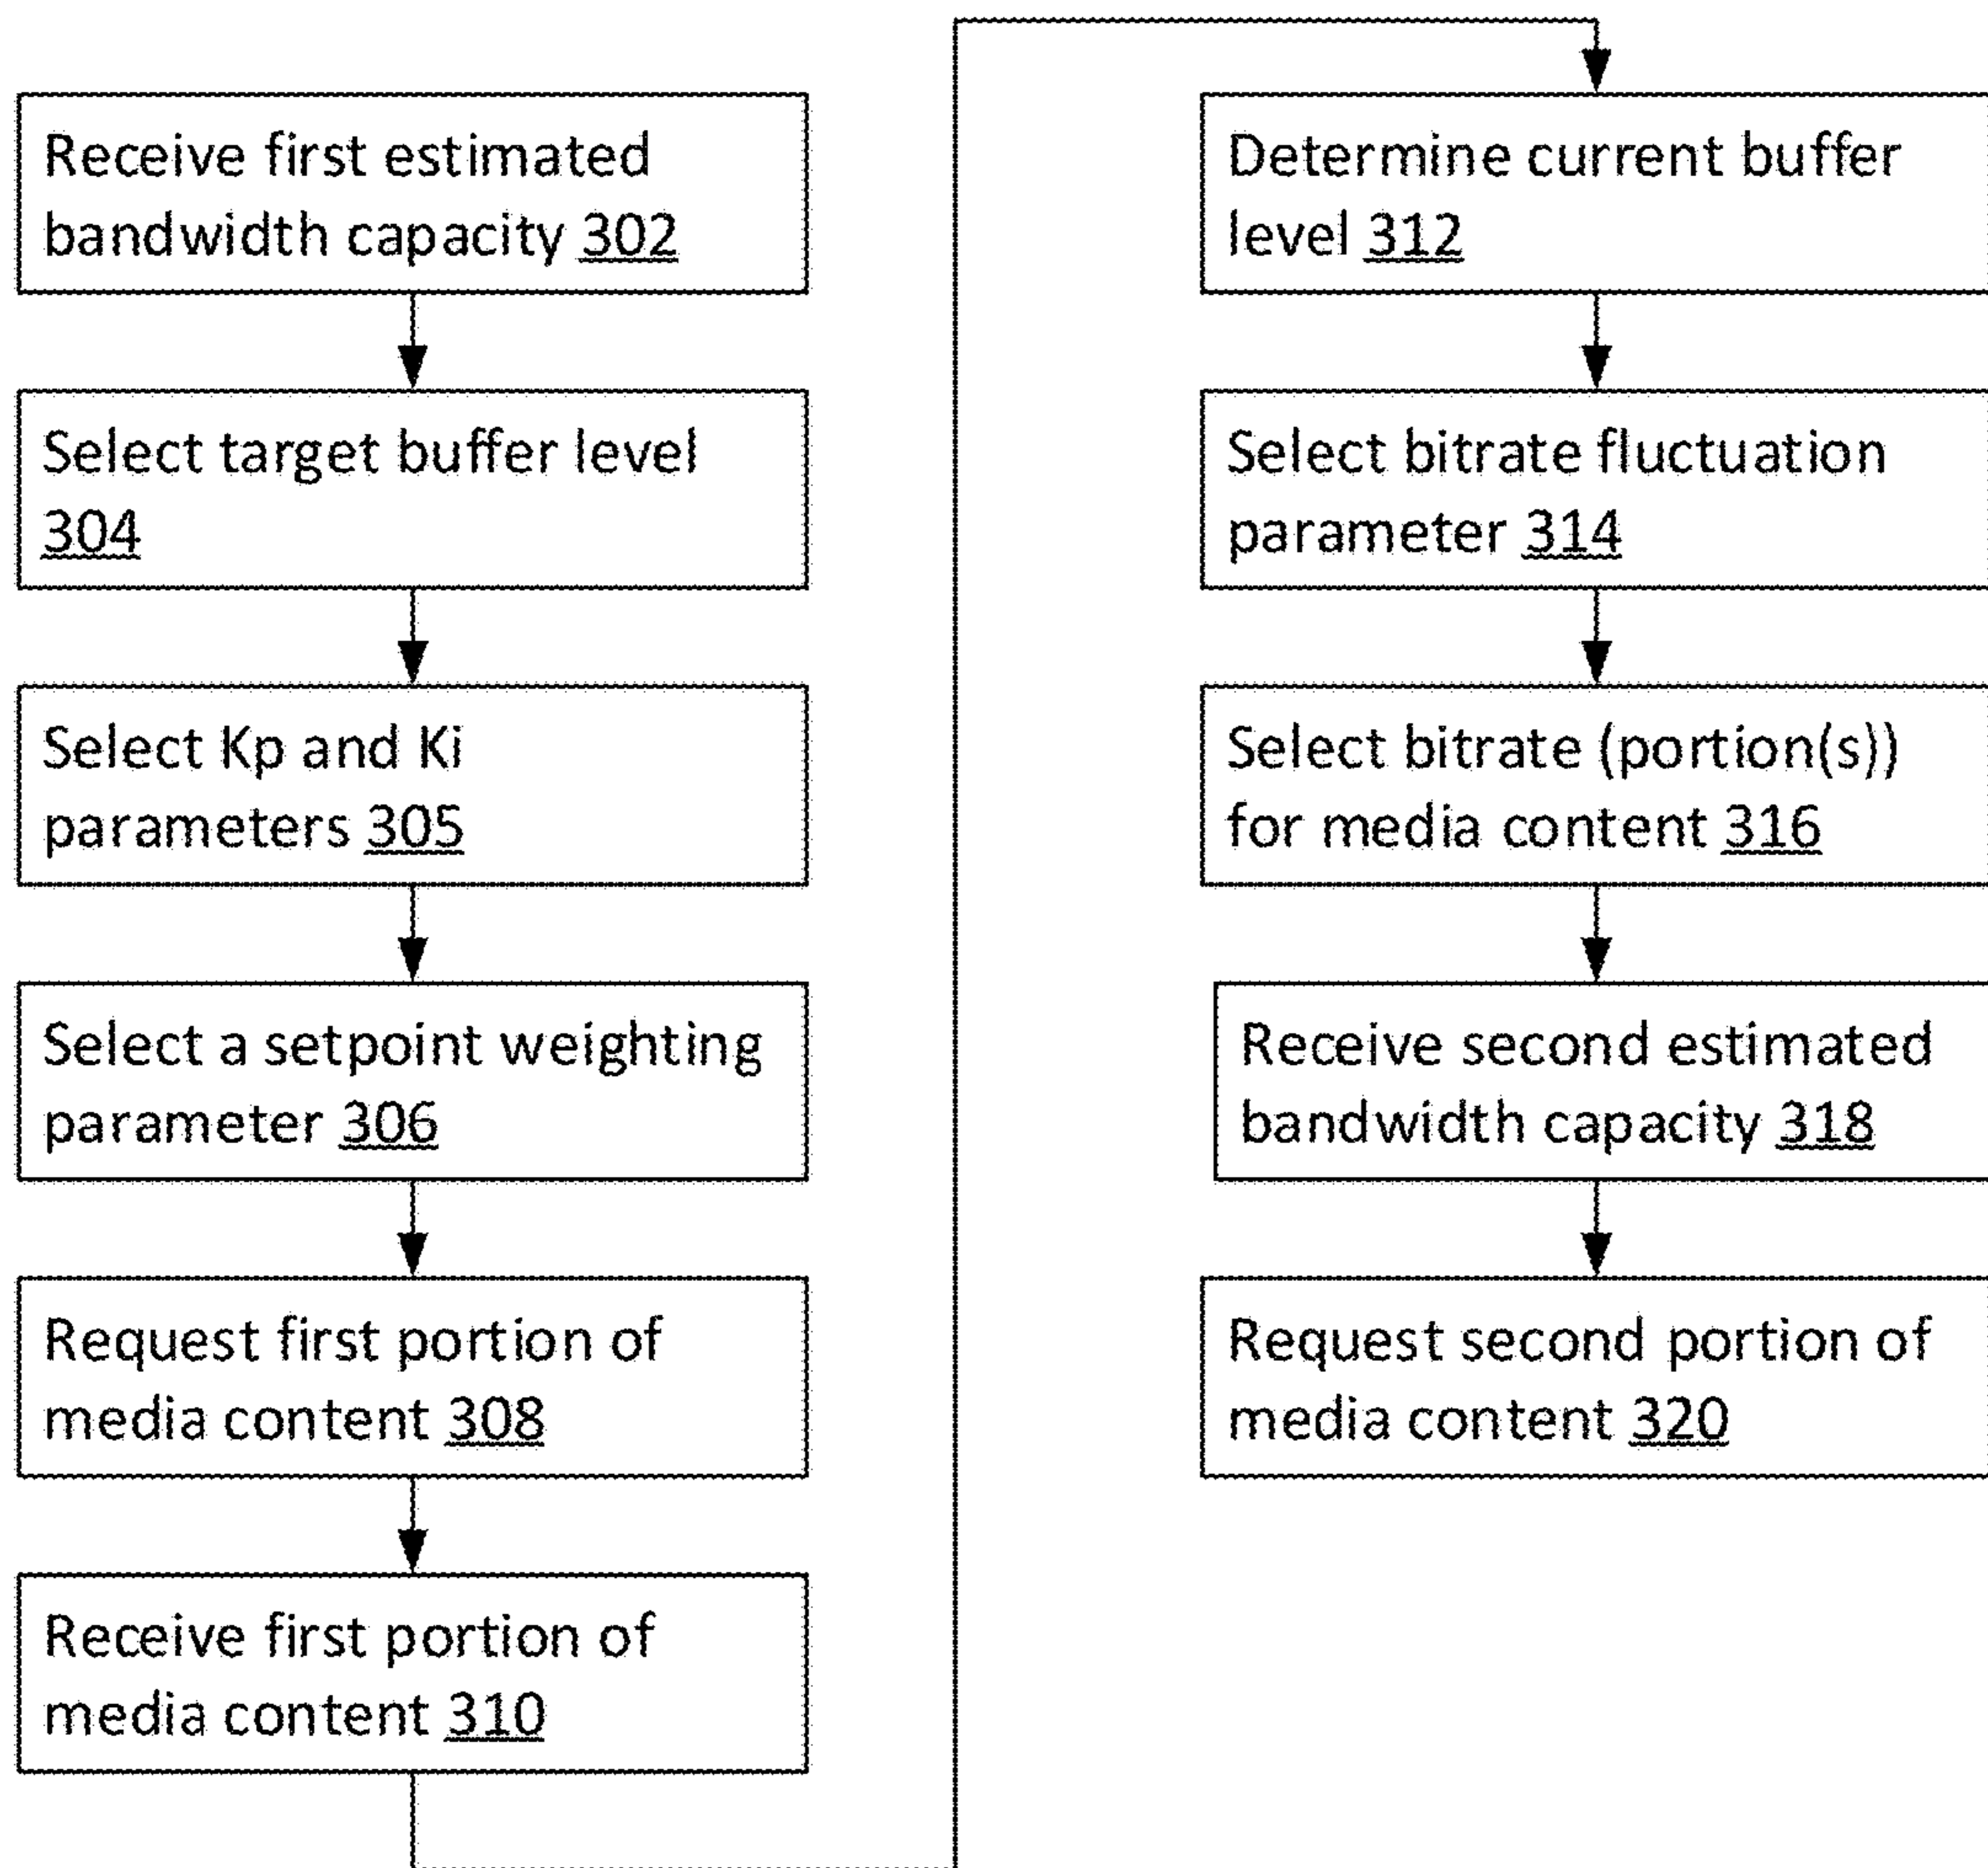 Receive first estimated
bandwidth capacity 302
Select target buffer level
304
Select Kp and Ki
parameters 305
Select a setpoint weighting
parameter 306
Request first portion of
media content 308
Receive first portion of
media content 310
Determine current buffer
level 312
Select bitrate fluctuation
parameter 314
Select bitrate (portion(s))
for media content 316
Receive second estimated
bandwidth capacity 318
Request second portion of
media content 320